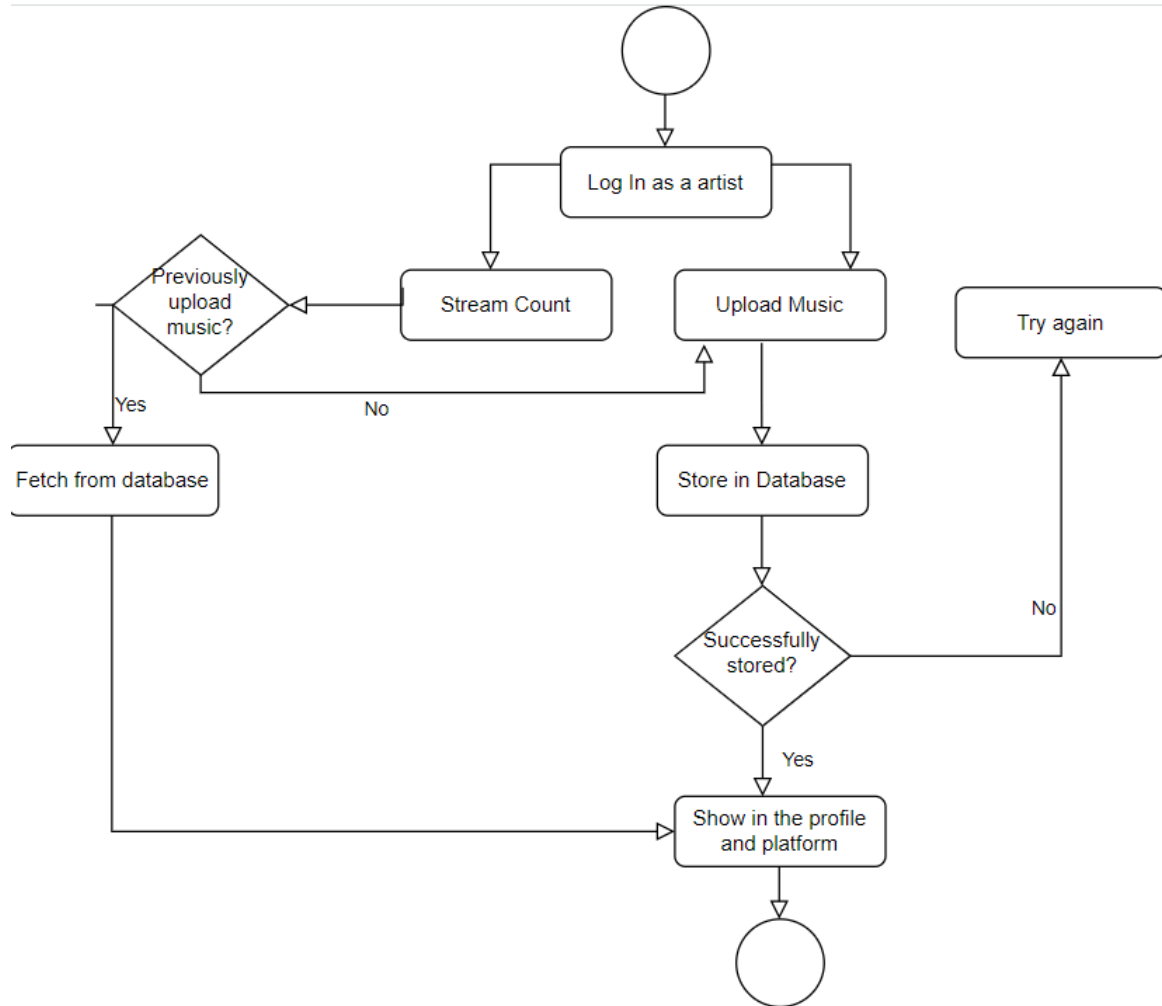 Log In as a artist
Previously
upload
music?
Stream Count
Upload Music
Try again
Yes
No
Fetch from database
Store in Database
Successfully
stored?
No
Yes
Show in the profile
and platform